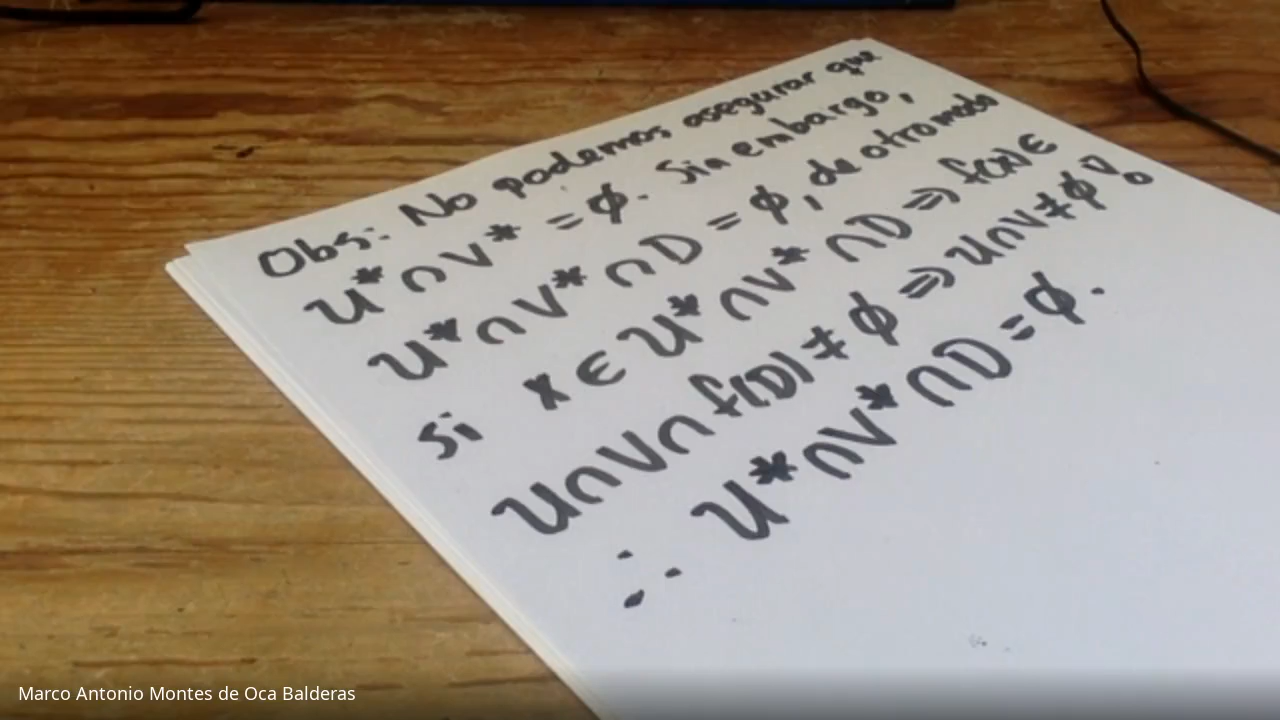 Obs: No podemos asegurar que
U* ∩ V* = ∅. Sin embargo,
U* ∩ V* ∩ D = ∅, de otro modo
si x ∈ U* ∩ V* ∩ D ⇒ f(x) ∈
U ∩ V ∩ f(D) ≠ ∅ ⇒ U ∩ V ≠ ∅ ∇o
∴ U* ∩ V* ∩ D = ∅.
Marco Antonio Montes de Oca Balderas